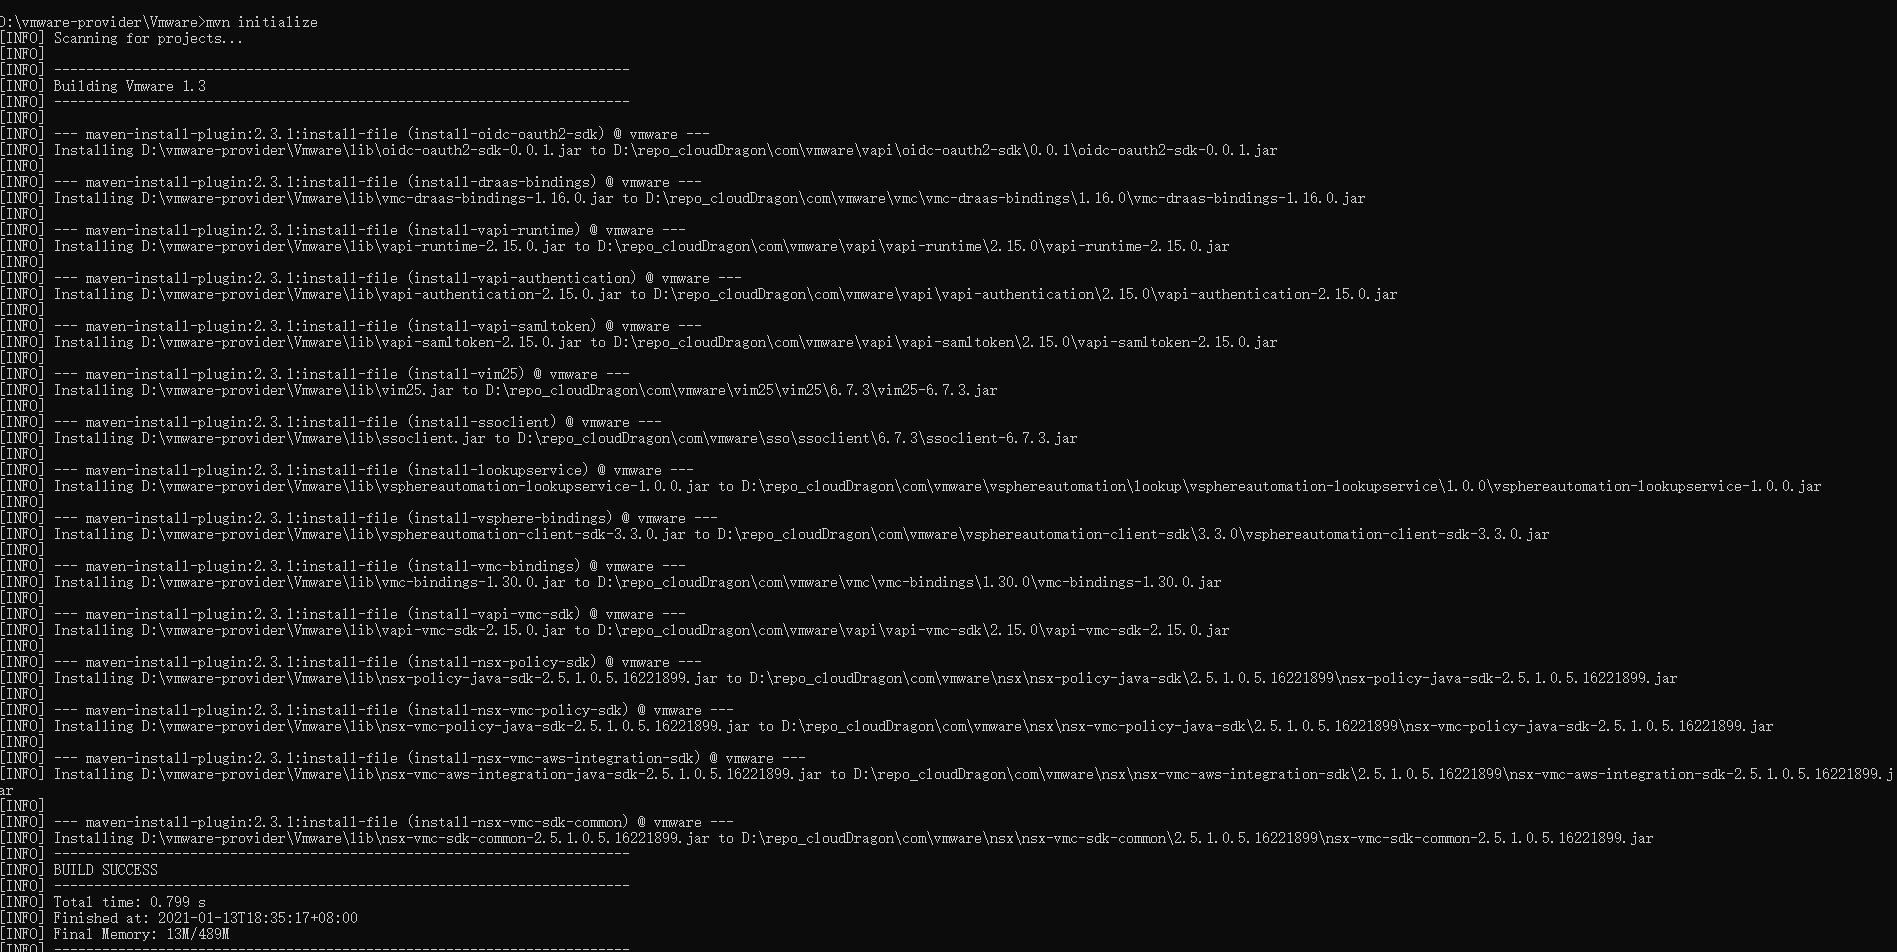 D:\vmware-provider\Vmware>mvn initialize
[INFO] Scanning for projects...
[INFO]
[INFO] ------------------------------------------------------------------------
[INFO] Building Vmware 1.3
[INFO] ------------------------------------------------------------------------
[INFO]
[INFO] --- maven-install-plugin:2.3.1:install-file (install-oidc-oauth2-sdk) @ vmware ---
[INFO] Installing D:\vmware-provider\Vmware\lib\oidc-oauth2-sdk-0.0.1.jar to D:\repo_cloudDragon\com\vmware\vapi\oidc-oauth2-sdk\0.0.1\oidc-oauth2-sdk-0.0.1.jar
[INFO]
[INFO] --- maven-install-plugin:2.3.1:install-file (install-draas-bindings) @ vmware ---
[INFO] Installing D:\vmware-provider\Vmware\lib\vmc-draas-bindings-1.16.0.jar to D:\repo_cloudDragon\com\vmware\vmc\vmc-draas-bindings\1.16.0\vmc-draas-bindings-1.16.0.jar
[INFO]
[INFO] --- maven-install-plugin:2.3.1:install-file (install-vapi-runtime) @ vmware ---
[INFO] Installing D:\vmware-provider\Vmware\lib\vapi-runtime-2.15.0.jar to D:\repo_cloudDragon\com\vmware\vapi\vapi-runtime\2.15.0\vapi-runtime-2.15.0.jar
[INFO]
[INFO] --- maven-install-plugin:2.3.1:install-file (install-vapi-authentication) @ vmware ---
[INFO] Installing D:\vmware-provider\Vmware\lib\vapi-authentication-2.15.0.jar to D:\repo_cloudDragon\com\vmware\vapi\vapi-authentication\2.15.0\vapi-authentication-2.15.0.jar
[INFO]
[INFO] --- maven-install-plugin:2.3.1:install-file (install-vapi-samltoken) @ vmware ---
[INFO] Installing D:\vmware-provider\Vmware\lib\vapi-samltoken-2.15.0.jar to D:\repo_cloudDragon\com\vmware\vapi\vapi-samltoken\2.15.0\vapi-samltoken-2.15.0.jar
[INFO]
[INFO] --- maven-install-plugin:2.3.1:install-file (install-vim25) @ vmware ---
[INFO] Installing D:\vmware-provider\Vmware\lib\vim25.jar to D:\repo_cloudDragon\com\vmware\vim25\vim25\6.7.3\vim25-6.7.3.jar
[INFO]
[INFO] --- maven-install-plugin:2.3.1:install-file (install-ssoclient) @ vmware ---
[INFO] Installing D:\vmware-provider\Vmware\lib\ssoclient.jar to D:\repo_cloudDragon\com\vmware\sso\ssoclient\6.7.3\ssoclient-6.7.3.jar
[INFO]
[INFO] --- maven-install-plugin:2.3.1:install-file (install-lookupservice) @ vmware ---
[INFO] Installing D:\vmware-provider\Vmware\lib\vsphereautomation-lookupservice-1.0.0.jar to D:\repo_cloudDragon\com\vmware\vsphereautomation\lookup\vsphereautomation-lookupservice\1.0.0\vsphereautomation-lookupservice-1.0.0.jar
[INFO]
[INFO] --- maven-install-plugin:2.3.1:install-file (install-vsphere-bindings) @ vmware ---
[INFO] Installing D:\vmware-provider\Vmware\lib\vsphereautomation-client-sdk-3.3.0.jar to D:\repo_cloudDragon\com\vmware\vsphereautomation-client-sdk\3.3.0\vsphereautomation-client-sdk-3.3.0.jar
[INFO]
[INFO] --- maven-install-plugin:2.3.1:install-file (install-vmc-bindings) @ vmware ---
[INFO] Installing D:\vmware-provider\Vmware\lib\vmc-bindings-1.30.0.jar to D:\repo_cloudDragon\com\vmware\vmc\vmc-bindings\1.30.0\vmc-bindings-1.30.0.jar
[INFO]
[INFO] --- maven-install-plugin:2.3.1:install-file (install-vapi-vmc-sdk) @ vmware ---
[INFO] Installing D:\vmware-provider\Vmware\lib\vapi-vmc-sdk-2.15.0.jar to D:\repo_cloudDragon\com\vmware\vapi\vapi-vmc-sdk\2.15.0\vapi-vmc-sdk-2.15.0.jar
[INFO]
[INFO] --- maven-install-plugin:2.3.1:install-file (install-nsx-policy-sdk) @ vmware ---
[INFO] Installing D:\vmware-provider\Vmware\lib\nsx-policy-java-sdk-2.5.1.0.5.16221899.jar to D:\repo_cloudDragon\com\vmware\nsx\nsx-policy-java-sdk\2.5.1.0.5.16221899\nsx-policy-java-sdk-2.5.1.0.5.16221899.jar
[INFO]
[INFO] --- maven-install-plugin:2.3.1:install-file (install-nsx-vmc-policy-sdk) @ vmware ---
[INFO] Installing D:\vmware-provider\Vmware\lib\nsx-vmc-policy-java-sdk-2.5.1.0.5.16221899.jar to D:\repo_cloudDragon\com\vmware\nsx\nsx-vmc-policy-java-sdk\2.5.1.0.5.16221899\nsx-vmc-policy-java-sdk-2.5.1.0.5.16221899.jar
[INFO]
[INFO] --- maven-install-plugin:2.3.1:install-file (install-nsx-vmc-aws-integration-sdk) @ vmware ---
[INFO] Installing D:\vmware-provider\Vmware\lib\nsx-vmc-aws-integration-java-sdk-2.5.1.0.5.16221899.jar to D:\repo_cloudDragon\com\vmware\nsx\nsx-vmc-aws-integration-sdk\2.5.1.0.5.16221899\nsx-vmc-aws-integration-sdk-2.5.1.0.5.16221899.j
ar
[INFO]
[INFO] --- maven-install-plugin:2.3.1:install-file (install-nsx-vmc-sdk-common) @ vmware ---
[INFO] Installing D:\vmware-provider\Vmware\lib\nsx-vmc-sdk-common-2.5.1.0.5.16221899.jar to D:\repo_cloudDragon\com\vmware\nsx\nsx-vmc-sdk-common\2.5.1.0.5.16221899\nsx-vmc-sdk-common-2.5.1.0.5.16221899.jar
[INFO] ------------------------------------------------------------------------
[INFO] BUILD SUCCESS
[INFO] ------------------------------------------------------------------------
[INFO] Total time: 0.799 s
[INFO] Finished at: 2021-01-13T18:35:17+08:00
[INFO] Final Memory: 13M/489M
[INFO] ------------------------------------------------------------------------